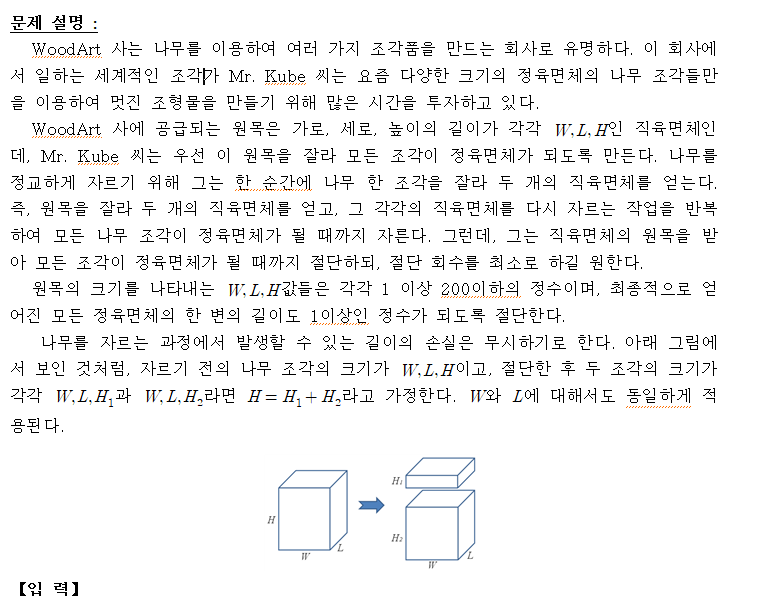 문제 설명 :
WoodArt 사는 나무를 이용하여 여러 가지 조각품을 만드는 회사로 유명하다. 이 회사에
서 일하는 세계적인 조각가 Mr. Kube 씨는 요즘 다양한 크기의 정육면체의 나무 조각들만
을 이용하여 멋진 조형물을 만들기 위해 많은 시간을 투자하고 있다.
WoodArt 사에 공급되는 원목은 가로, 세로, 높이의 길이가 각각 W, L, H인 직육면체인
데, Mr. Kube 씨는 우선 이 원목을 잘라 모든 조각이 정육면체가 되도록 만든다. 나무를
정교하게 자르기 위해 그는 한 순간에 나무 한 조각을 잘라 두 개의 직육면체를 얻는다.
즉, 원목을 잘라 두 개의 직육면체를 얻고, 그 각각의 직육면체를 다시 자르는 작업을 반복
하여 모든 나무 조각이 정육면체가 될 때까지 자른다. 그런데, 그는 직육면체의 원목을 받
아 모든 조각이 정육면체가 될 때까지 절단하되, 절단 회수를 최소로 하길 원한다.
원목의 크기를 나타내는 W, L, H값들은 각각 1 이상 200이하의 정수이며, 최종적으로 얻
어진 모든 정육면체의 한 변의 길이도 1이상인 정수가 되도록 절단한다.
나무를 자르는 과정에서 발생할 수 있는 길이의 손실은 무시하기로 한다. 아래 그림에
서 보인 것처럼, 자르기 전의 나무 조각의 크기가 W, L, H이고, 절단한 후 두 조각의 크기가
각각 W, L, H₁과 W, L, H₂라면 H = H₁ + H₂라고 가정한다. W와 L에 대해서도 동일하게 적
용된다.
H
W
L
H₁
H₂
W
L
【입 력】